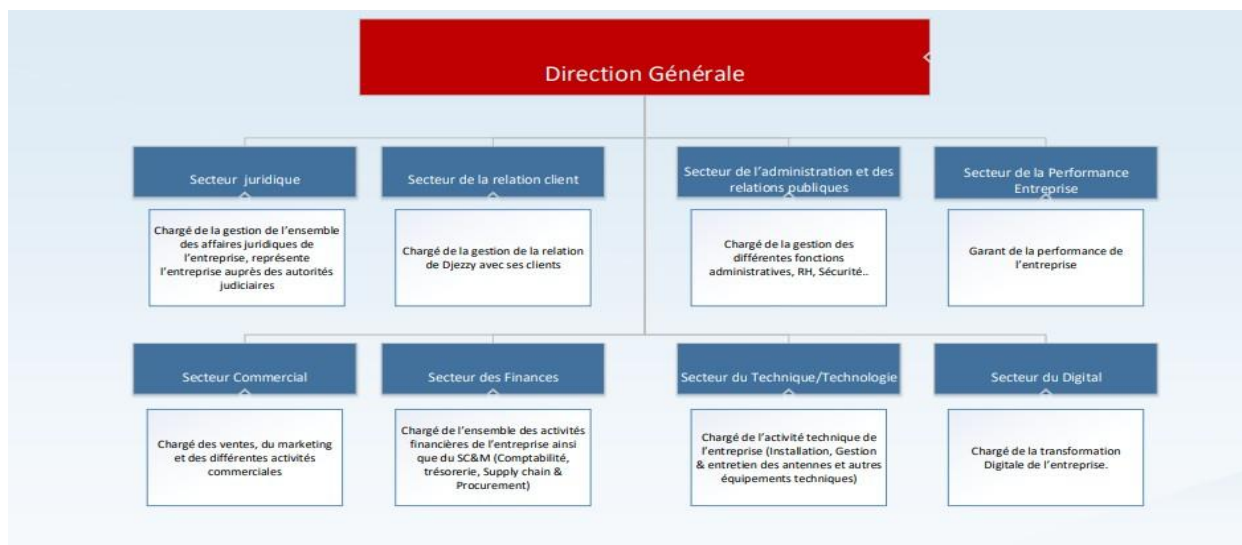 Direction Générale
Secteur juridique
Secteur de la relation client
Secteur de l'administration et des
relations publiques
Secteur de la Performance
Entreprise
Chargé de la gestion de l'ensemble
des affaires juridiques de
l'entreprise, représente
l'entreprise auprès des autorités
judiciaires
Chargé de la gestion de la relation
de Djezzy avec ses clients
Chargé de la gestion des
différentes fonctions
administratives, RH, Sécurité..
Garant de la performance de
l'entreprise
Secteur Commercial
Secteur des Finances
Secteur du Technique/Technologie
Secteur du Digital
Chargé des ventes, du marketing
et des différentes activités
commerciales
Chargé de l'ensemble des activités
financières de l'entreprise ainsi
que du SC&M (Comptabilité,
trésorerie, Supply chain &
Procurement)
Chargé de l'activité technique de
l'entreprise (Installation, Gestion
& entretien des antennes et autres
équipements techniques)
Chargé de la transformation
Digitale de l'entreprise.